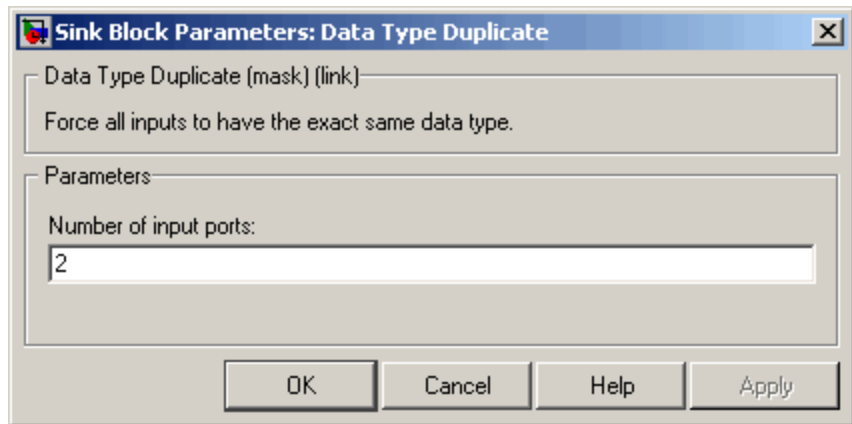 Sink Block Parameters: Data Type Duplicate
Data Type Duplicate (mask) (link)
Force all inputs to have the exact same data type.
Parameters
Number of input ports:
2
OK Cancel Help Apply